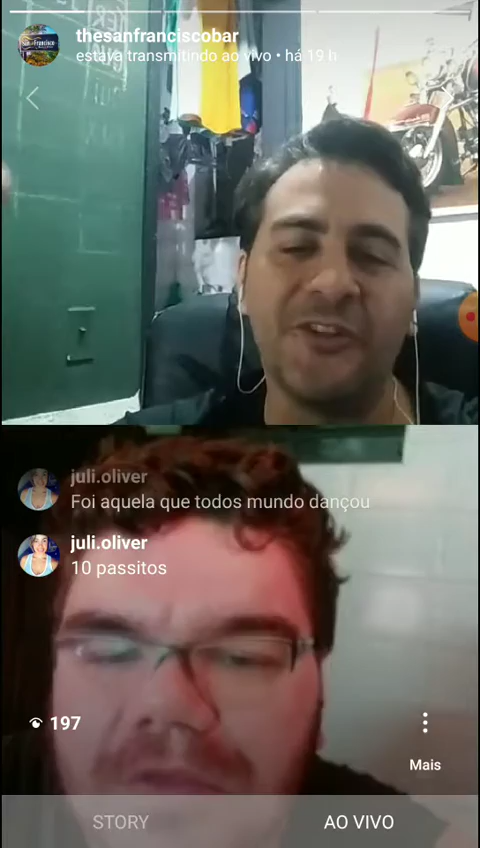 thesanfranciscobar
estava transmitindo ao vivo • há 19 h
juli.oliver
Foi aquela que todos mundo dançou
juli.oliver
10 passitos
197
Mais
STORY
AO VIVO